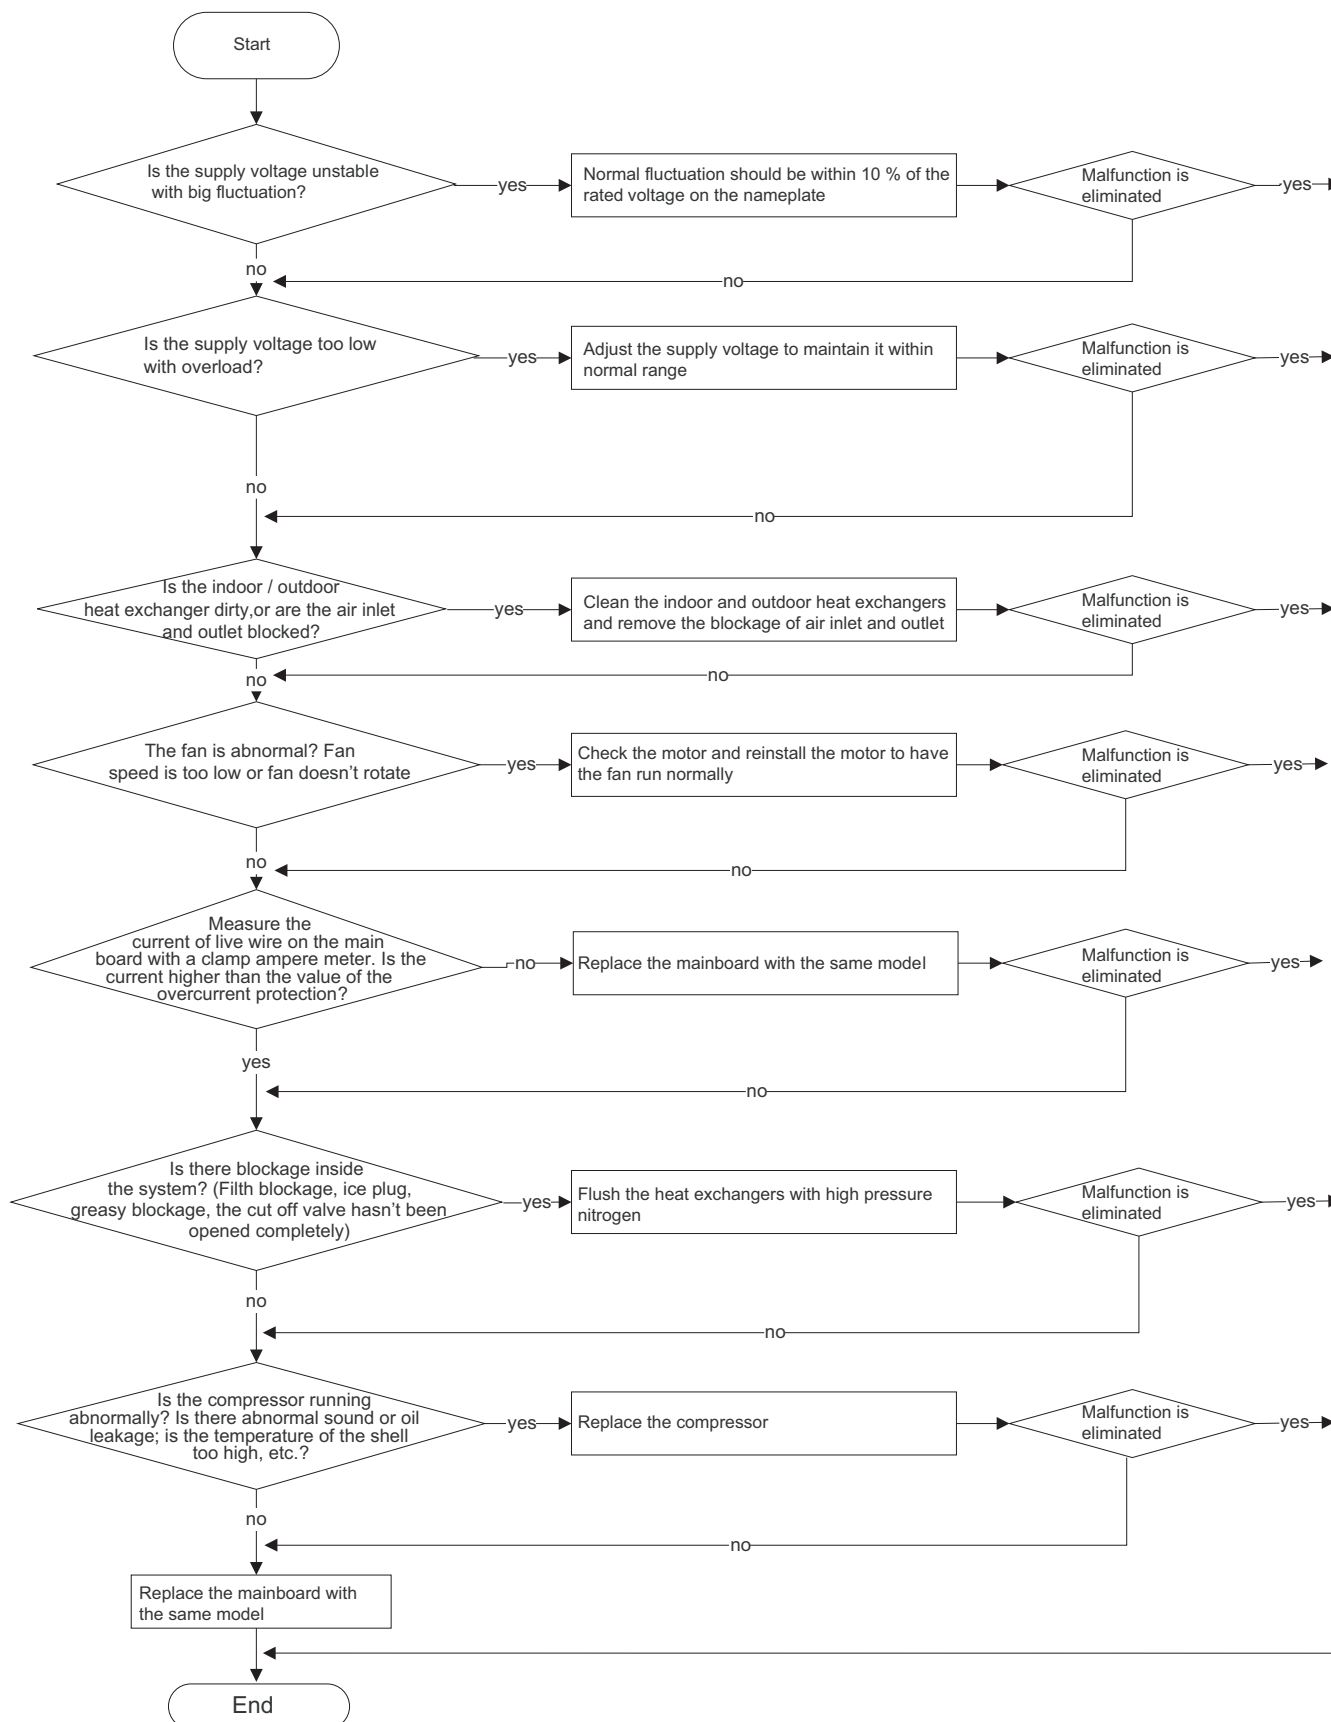 Start
Is the supply voltage unstable
with big fluctuation?
yes
Normal fluctuation should be within 10 % of the
rated voltage on the nameplate
Malfunction is
eliminated
yes
no
no
Is the supply voltage too low
with overload?
yes
Adjust the supply voltage to maintain it within
normal range
Malfunction is
eliminated
yes
no
no
Is the indoor / outdoor
heat exchanger dirty,or are the air inlet
and outlet blocked?
yes
Clean the indoor and outdoor heat exchangers
and remove the blockage of air inlet and outlet
Malfunction is
eliminated
yes
no
no
The fan is abnormal? Fan
speed is too low or fan doesn't rotate
yes
Check the motor and reinstall the motor to have
the fan run normally
Malfunction is
eliminated
yes
no
no
Measure the
current of live wire on the main
board with a clamp ampere meter. Is the
current higher than the value of the
overcurrent protection?
no
Replace the mainboard with the same model
Malfunction is
eliminated
yes
yes
no
Is there blockage inside
the system? (Filth blockage, ice plug,
greasy blockage, the cut off valve hasn't been
opened completely)
yes
Flush the heat exchangers with high pressure
nitrogen
Malfunction is
eliminated
yes
no
no
Is the compressor running
abnormally? Is there abnormal sound or oil
leakage; is the temperature of the shell
too high, etc.?
yes
Replace the compressor
Malfunction is
eliminated
yes
no
no
Replace the mainboard with
the same model
End